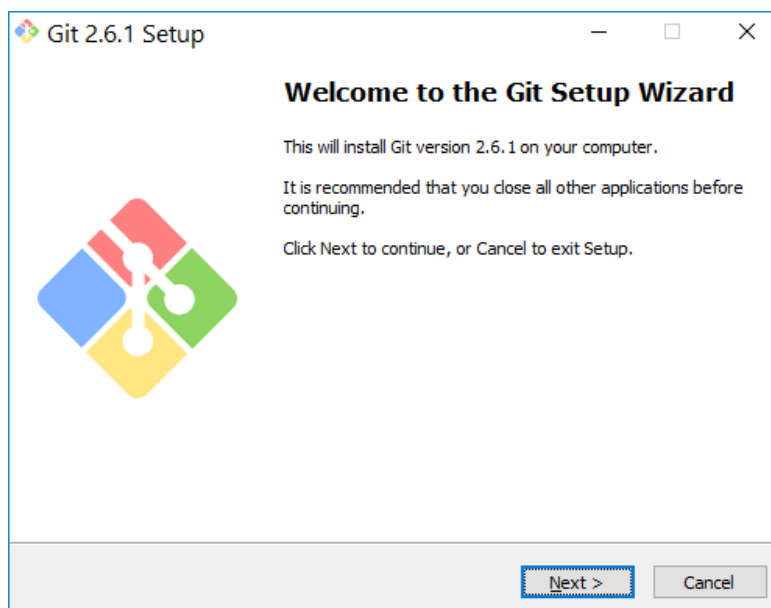 Git 2.6.1 Setup
Welcome to the Git Setup Wizard
This will install Git version 2.6.1 on your computer.
It is recommended that you close all other applications before
continuing.
Click Next to continue, or Cancel to exit Setup.
Next >
Cancel